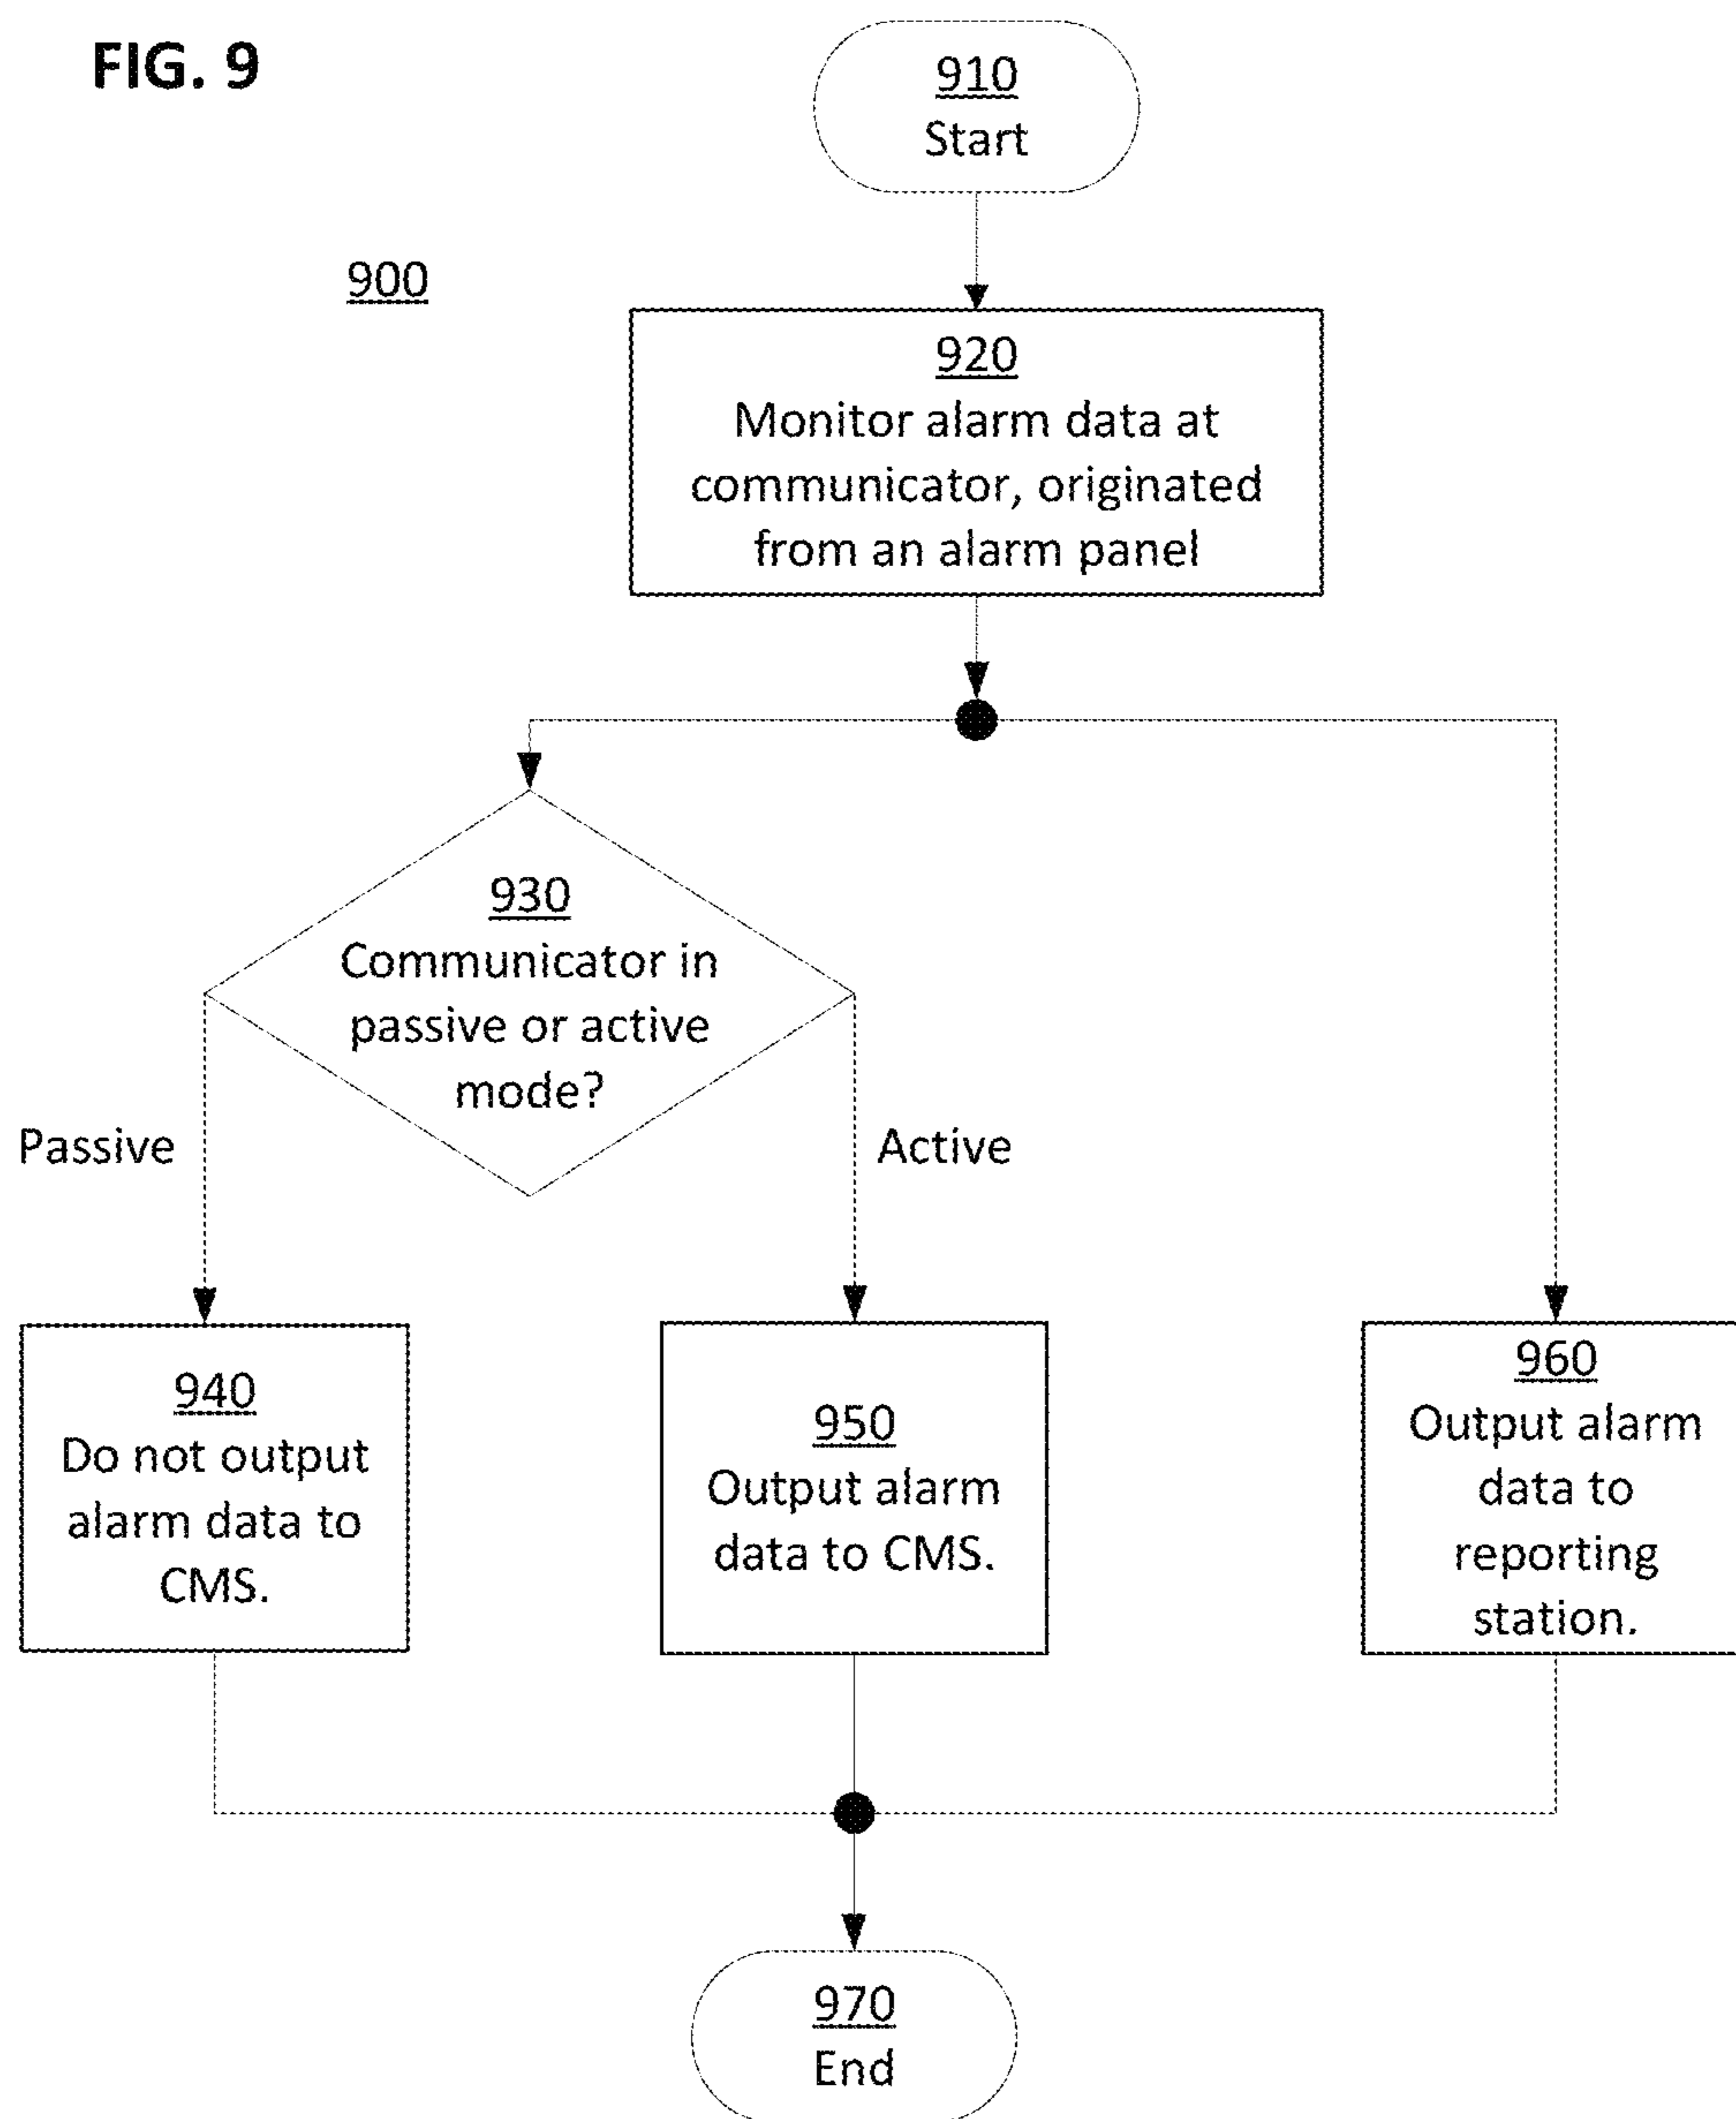 FIG. 9
910
Start
900
920
Monitor alarm data at
communicator, originated
from an alarm panel
930
Communicator in
passive or active
mode?
Passive
Active
940
Do not output
alarm data to
CMS.
950
Output alarm
data to CMS.
960
Output alarm
data to
reporting
station.
970
End